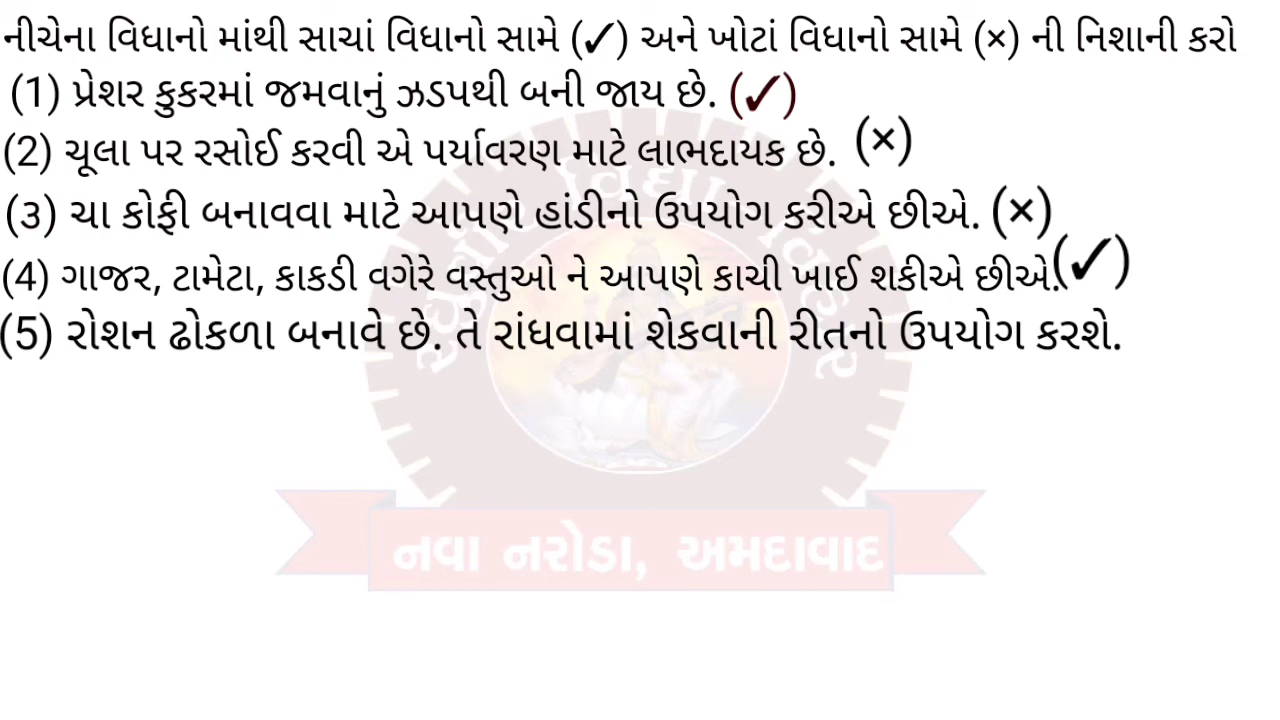 નીચેના વિધાનો માંથી સાચાં વિધાનો સામે (✓) અને ખોટાં વિધાનો સામે (×) ની નિશાની કરો
(1) પ્રેશર કુકરમાં જમવાનું ઝડપથી બની જાય છે. (✓)
(2) ચૂલા પર રસોઈ કરવી એ પર્યાવરણ માટે લાભદાયક છે. (×)
(૩) ચા કોફી બનાવવા માટે આપણે હાંડીનો ઉપયોગ કરીએ છીએ. (×)
(4) ગાજર, ટામેટા, કાકડી વગેરે વસ્તુઓ ને આપણે કાચી ખાઈ શકીએ છીએ.(✓)
(5) રોશન ઢોકળા બનાવે છે. તે રાંધવામાં શેકવાની રીતનો ઉપયોગ કરશે.
વિદ્યા વિહાર
નવા નરોડા, અમદાવાદ